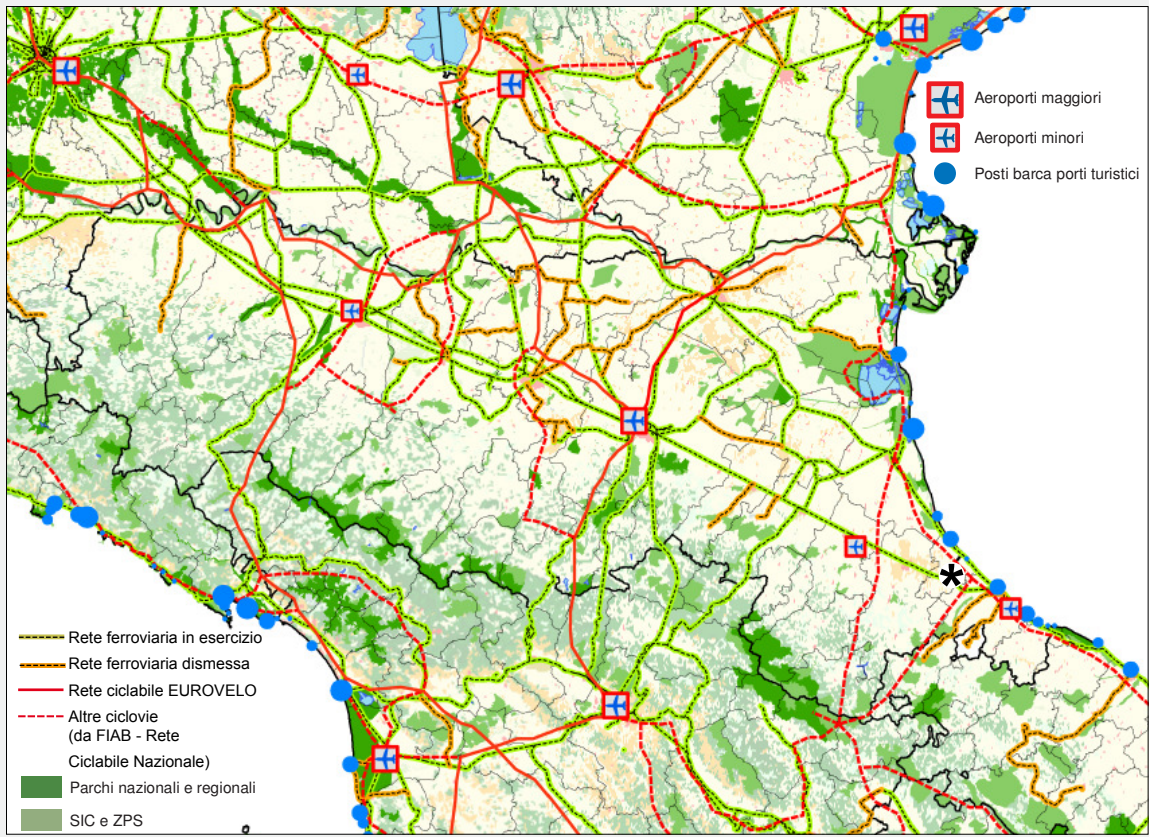 Aeroporti maggiori
Aeroporti minori
Posti barca porti turistici
*
Rete ferroviaria in esercizio
Rete ferroviaria dismessa
Rete ciclabile EUROVELO
Altre ciclovie
(da FIAB - Rete
Ciclabile Nazionale)
Parchi nazionali e regionali
SIC e ZPS